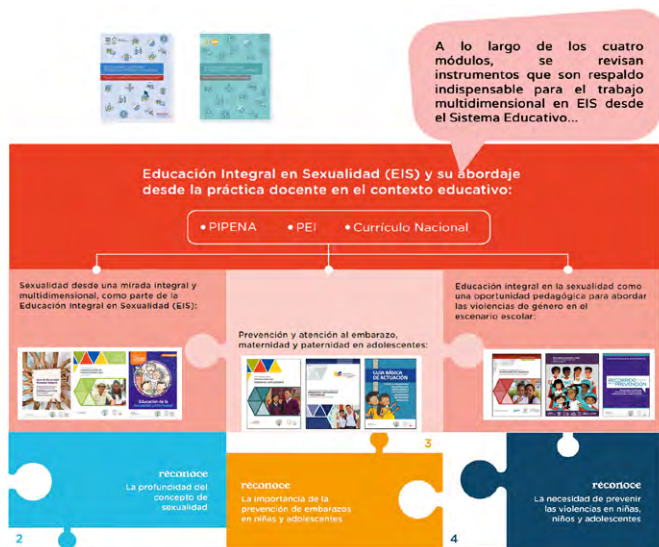 A lo largo de los cuatro
módulos, se revisan
instrumentos que son respaldo
indispensable para el trabajo
multidimensional en EIS desde
el Sistema Educativo...
Educación Integral en Sexualidad (EIS) y su abordaje
desde la práctica docente en el contexto educativo:
• PIPENA • PEI • Currículo Nacional
Sexualidad desde una mirada integral y
multidimensional, como parte de la
Educación Integral en Sexualidad (EIS):
Prevención y atención al embarazo,
maternidad y paternidad en adolescentes:
GUÍA BÁSICA
DE ACTUACIÓN
Educación integral en la sexualidad como
una oportunidad pedagógica para abordar
las violencias de género en el
escenario escolar:
RECORRIDO
PREVENCIÓN
reconoce
La profundidad del
concepto de
sexualidad
2
3
reconoce
La importancia de la
prevención de embarazos
en niñas y adolescentes
4
reconoce
La necesidad de prevenir
las violencias en niñas,
niños y adolescentes